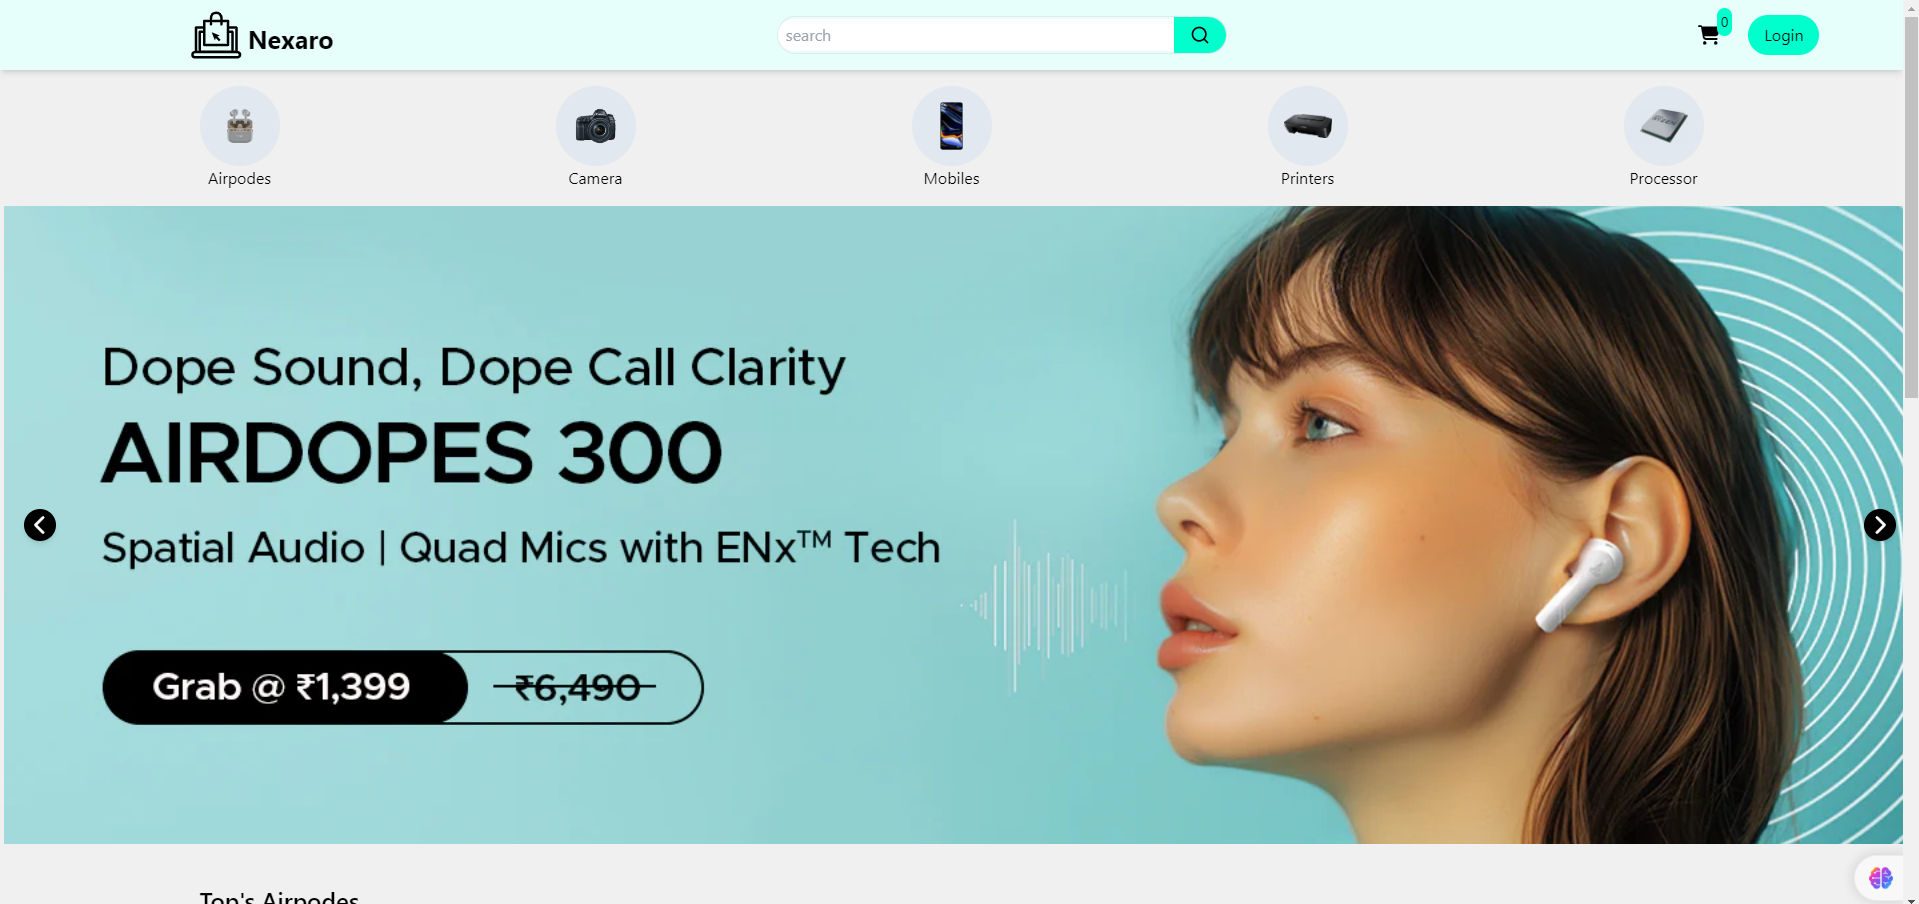 Nexaro
search
0
Login
Airpodes
Camera
Mobiles
Printers
Processor
Dope Sound, Dope Call Clarity
AIRDOPES 300
Spatial Audio | Quad Mics with ENx™ Tech
Grab @ ₹1,399 ₹6,490
Top's Airpodes